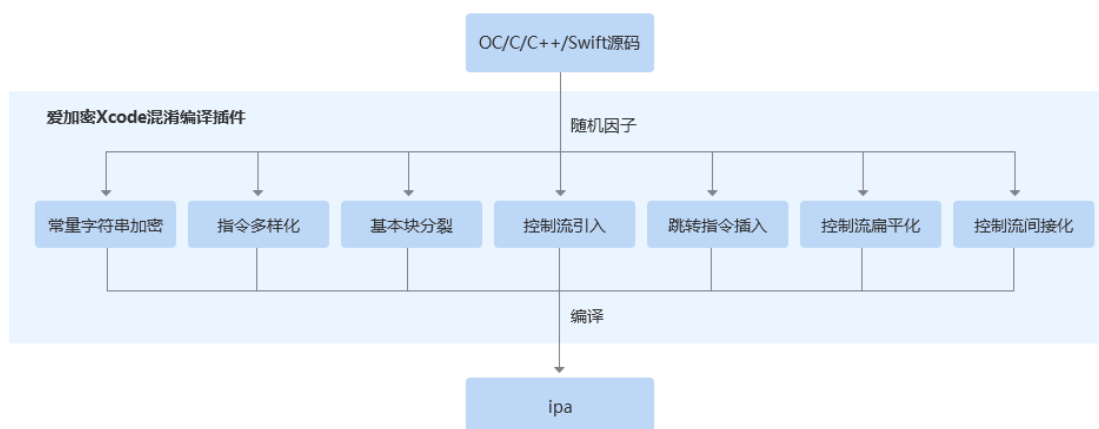 OC/C/C++/Swift源码
爱加密Xcode混淆编译插件
随机因子
常量字符串加密
指令多样化
基本块分裂
控制流引入
跳转指令插入
控制流扁平化
控制流间接化
编译
ipa